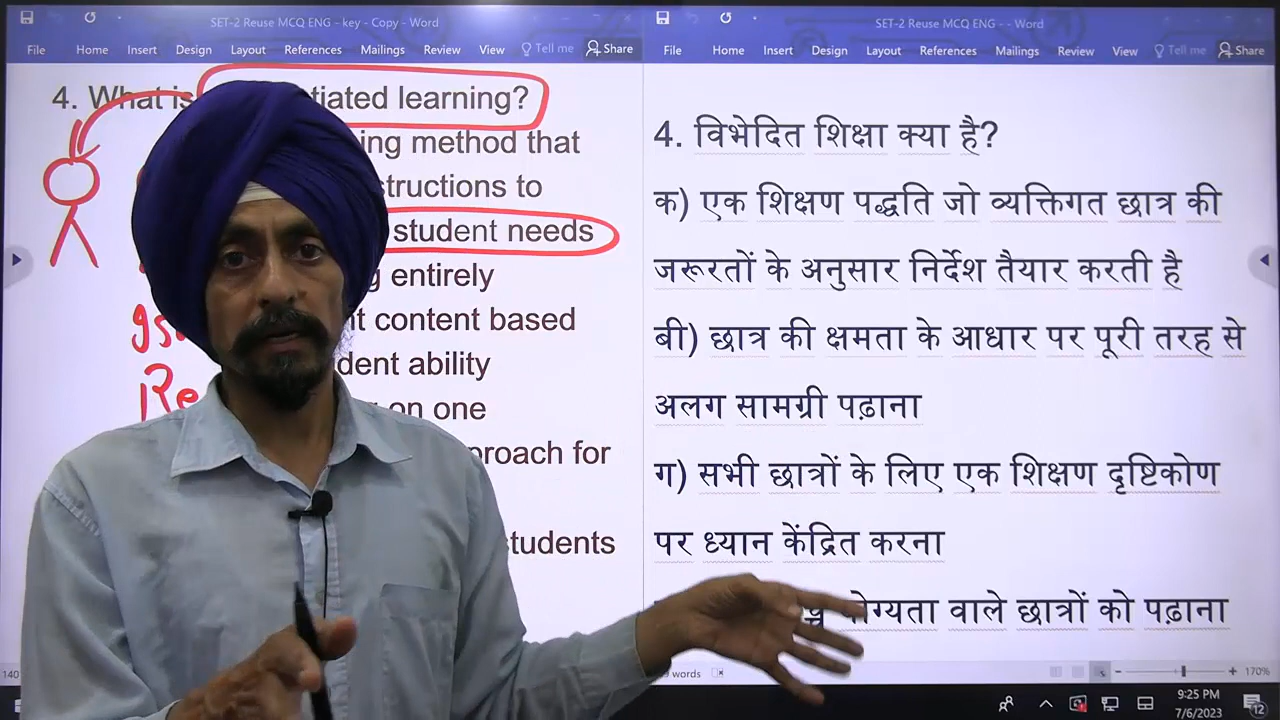 SET-2 Reuse MCQ ENG - key - Copy - Word
File Home Insert Design Layout References Mailings Review View Tell me Share
4. What is tiated learning?
ing method that
structions to
student needs
g entirely
t content based
dent ability
on one
proach for
students
140
SET-2 Reuse MCQ ENG - - Word
File Home Insert Design Layout References Mailings Review View Tell me Share
4. विभेदित शिक्षा क्या है?
क) एक शिक्षण पद्धति जो व्यक्तिगत छात्र की
जरूरतों के अनुसार निर्देश तैयार करती है
बी) छात्र की क्षमता के आधार पर पूरी तरह से
अलग सामग्री पढ़ाना
ग) सभी छात्रों के लिए एक शिक्षण दृष्टिकोण
पर ध्यान केंद्रित करना
योग्यता वाले छात्रों को पढ़ाना
words
170%
9:25 PM
7/6/2023
12